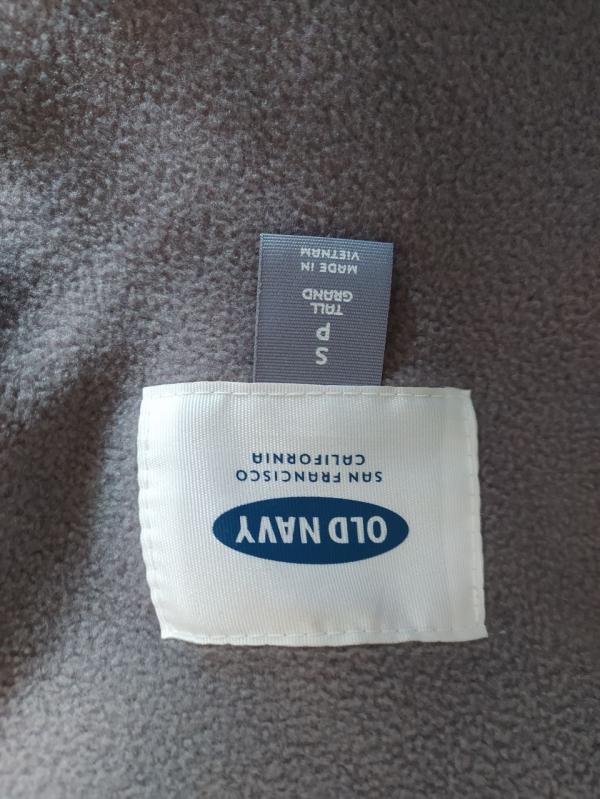 OLD NAVY
SAN FRANCISCO
CALIFORNIA
S
P
TALL
GRAND
MADE IN
VIETNAM